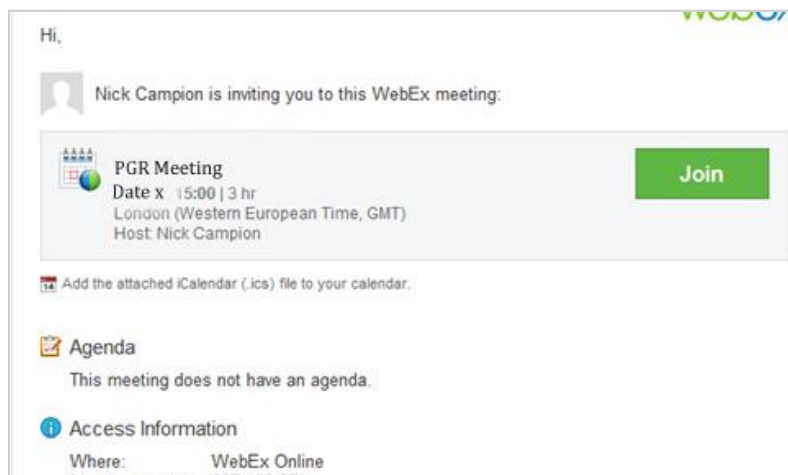 webex
Hi,
Nick Campion is inviting you to this WebEx meeting:
PGR Meeting
Date x 15:00 | 3 hr
London (Western European Time, GMT)
Host: Nick Campion
Join
14 Add the attached iCalendar (.ics) file to your calendar.
Agenda
This meeting does not have an agenda.
Access Information
Where: WebEx Online